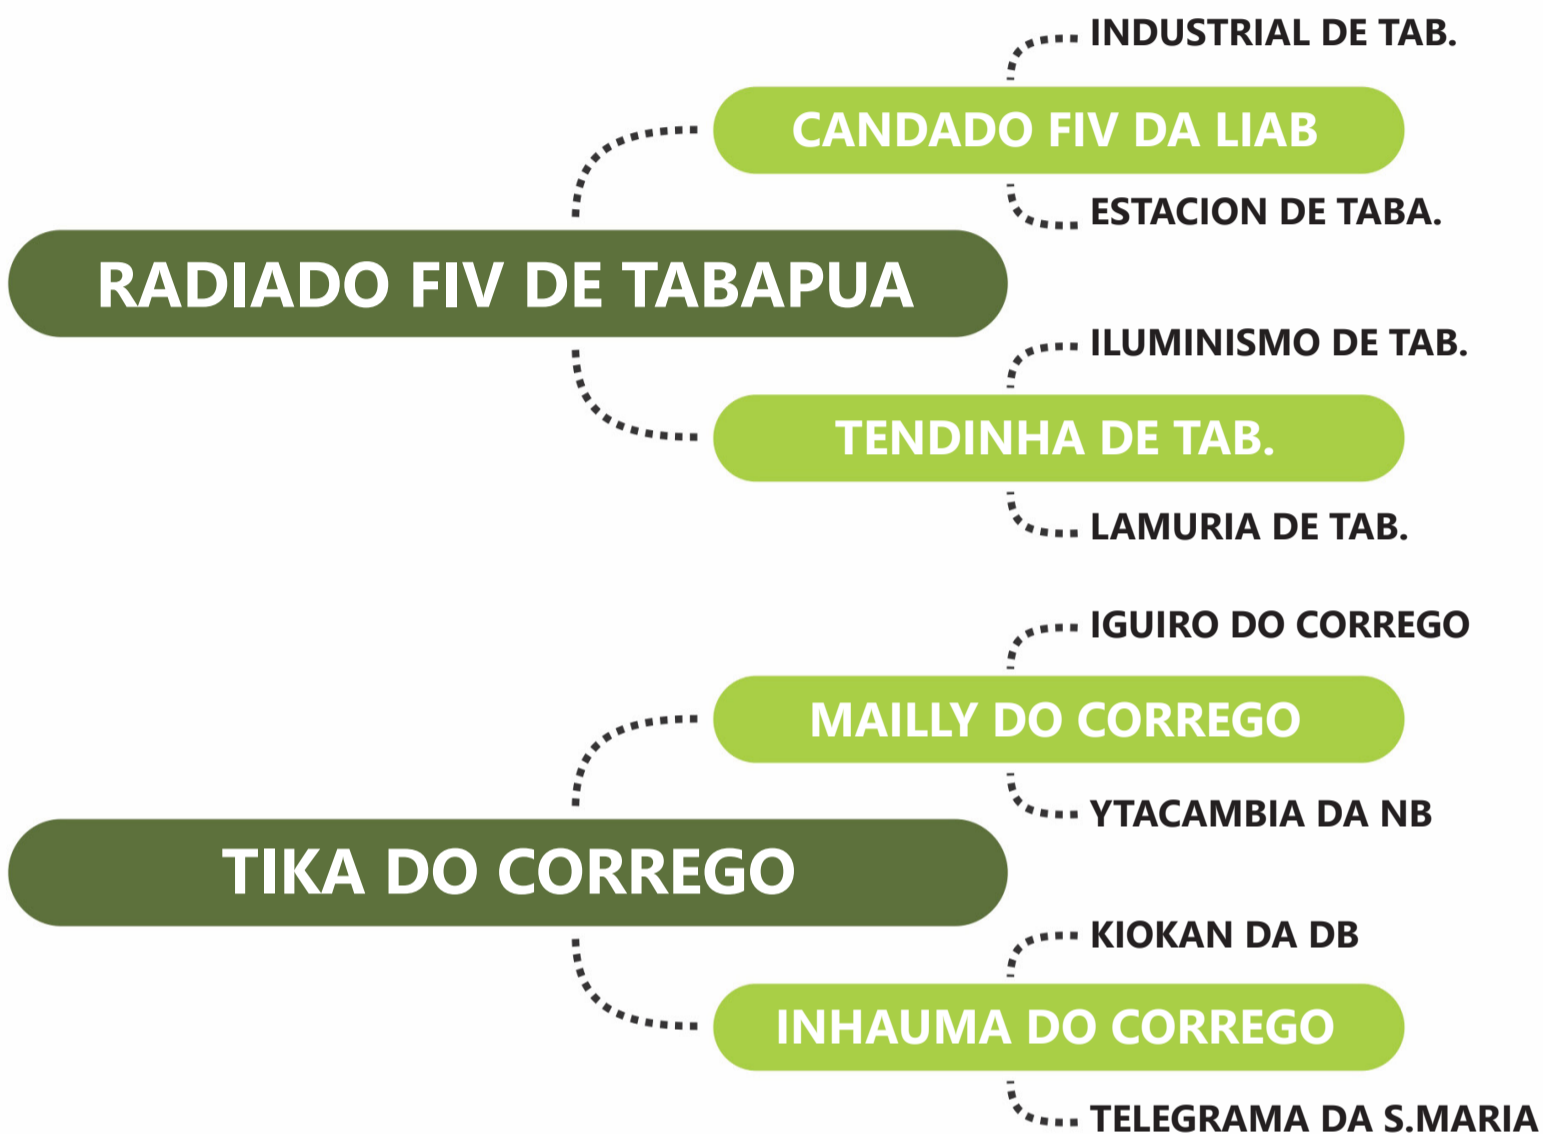 INDUSTRIAL DE TAB.
CANDADO FIV DA LIAB
ESTACION DE TABA.
RADIADO FIV DE TABAPUA
ILUMINISMO DE TAB.
TENDINHA DE TAB.
LAMURIA DE TAB.
IGUIRO DO CORREGO
MAILLY DO CORREGO
YTACAMBIA DA NB
TIKA DO CORREGO
KIOKAN DA DB
INHAUMA DO CORREGO
TELEGRAMA DA S.MARIA